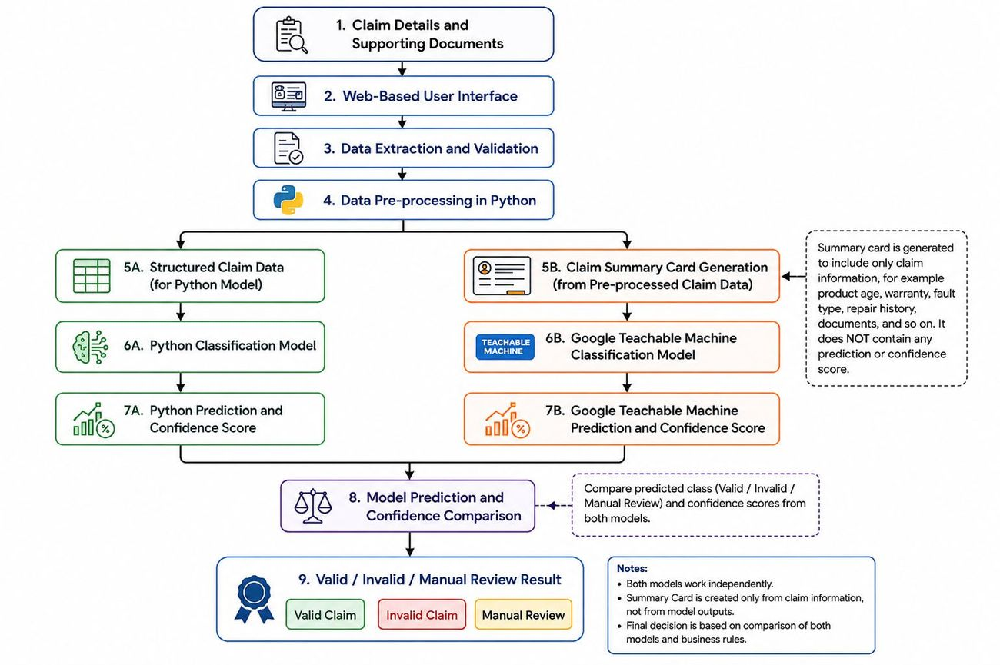 1. Claim Details and
Supporting Documents
2. Web-Based User Interface
3. Data Extraction and Validation
4. Data Pre-processing in Python
5A. Structured Claim Data
(for Python Model)
5B. Claim Summary Card Generation
(from Pre-processed Claim Data)
Summary card is generated
to include only claim
information, for example
product age, warranty, fault
type, repair history,
documents, and so on. It
does NOT contain any
prediction or confidence
score.
6A. Python Classification Model
TEACHABLE
MACHINE
6B. Google Teachable Machine
Classification Model
7A. Python Prediction and
Confidence Score
%
7B. Google Teachable Machine
Prediction and Confidence Score
%
8. Model Prediction and
Confidence Comparison
Compare predicted class (Valid / Invalid /
Manual Review) and confidence scores from
both models.
9. Valid / Invalid / Manual Review Result
Valid Claim
Invalid Claim
Manual Review
Notes:
• Both models work independently.
• Summary Card is created only from claim information,
not from model outputs.
• Final decision is based on comparison of both
models and business rules.